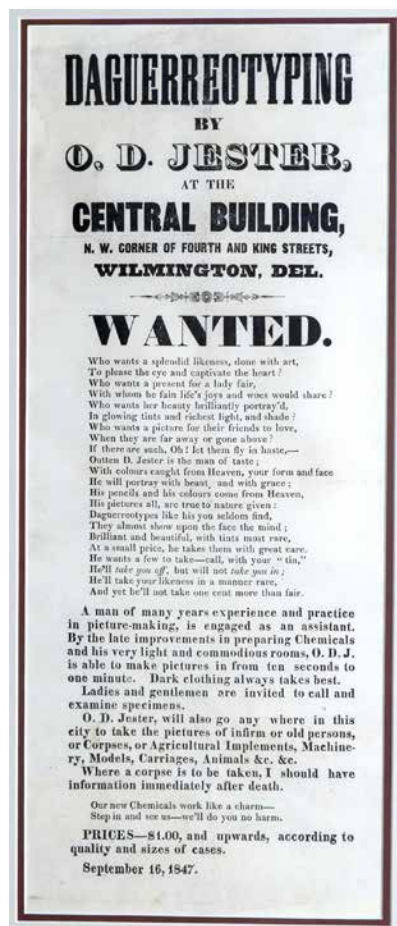 DAGUERREOTYPING
BY
O. D. JESTER,
AT THE
CENTRAL BUILDING,
N. W. CORNER OF FOURTH AND KING STREETS,
WILMINGTON, DEL.
WANTED.
Who wants a splendid likeness, done with art,
To please the eye and captivate the heart?
Who wants a present for a lady fair,
With whom he fain life's joys and woes would share?
Who wants her beauty brilliantly portray'd,
In glowing tints and richest light, and shade?
Who wants a picture for their friends to love,
When they are far away or gone above?
If there are such, Oh! let them fly in haste,—
Outten D. Jester is the man of taste;
With colours caught from Heaven, your form and face
He will portray with beauty, and with grace;
His pencils and his colours come from Heaven,
His pictures all, are true to nature given:
Daguerreotypes like his you seldom find,
They almost show upon the face the mind;
Brilliant and beautiful, with tints most rare,
At a small price, he takes them with great care.
He wants a few to take—call, with your "tin,"
He'll take you off, but will not take you in;
He'll take your likeness in a manner rare,
And yet he'll not take one cent more than fair.
A man of many years experience and practice
in picture-making, is engaged as an assistant.
By the late improvements in preparing Chemicals
and his very light and commodious rooms, O. D. J.
is able to make pictures in from ten seconds to
one minute. Dark clothing always takes best.
Ladies and gentlemen are invited to call and
examine specimens.
O. D. Jester, will also go any where in this
city to take the pictures of infirm or old persons,
or Corpses, or Agricultural Implements, Machine-
ry, Models, Carriages, Animals &c. &c.
Where a corpse is to be taken, I should have
information immediately after death.
Our new Chemicals work like a charm—
Step in and see us—we'll do you no harm.
PRICES—$1.00, and upwards, according to
quality and sizes of cases.
September 16, 1847.